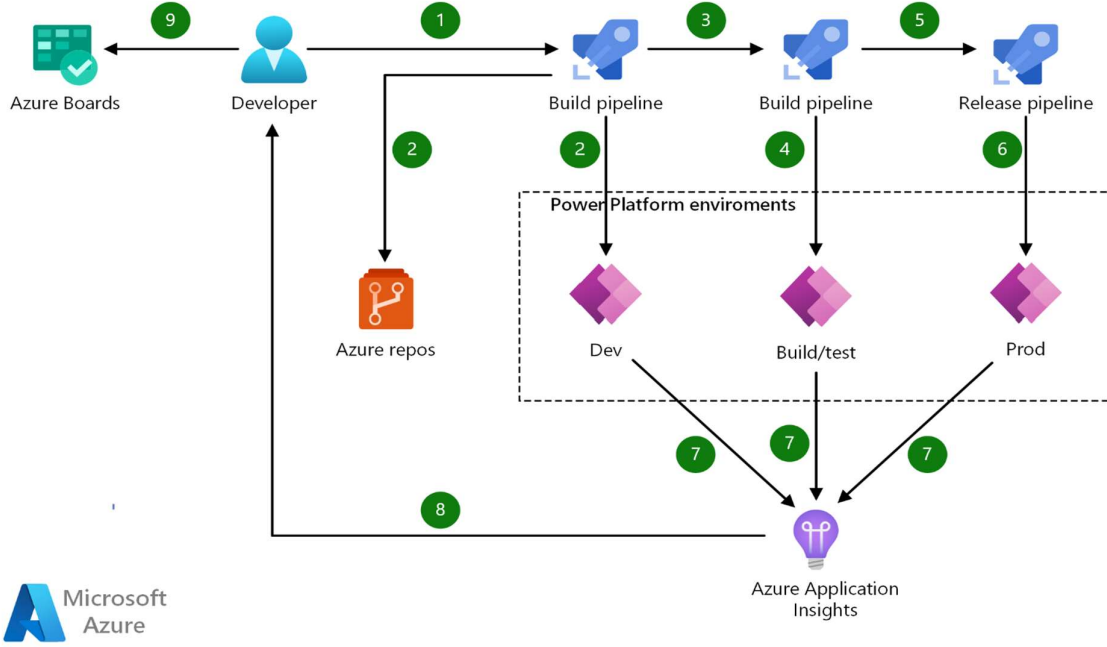 9
1
3
5
Azure Boards
Developer
Build pipeline
Build pipeline
Release pipeline
2
2
4
6
Power Platform enviroments
Azure repos
Dev
Build/test
Prod
7
7
7
8
Azure Application
Insights
Microsoft
Azure